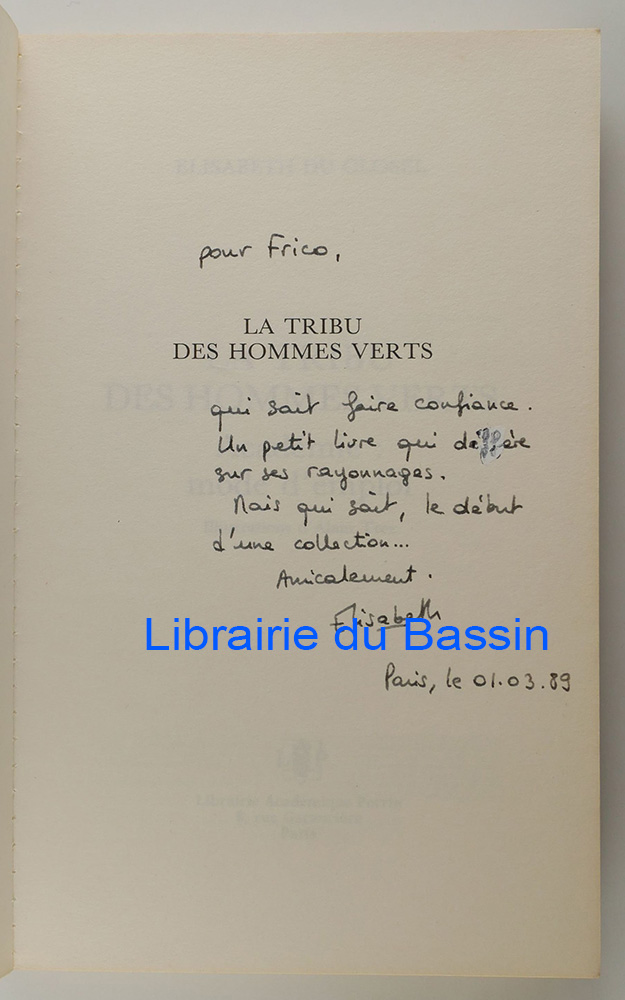 pour Frico,
LA TRIBU
DES HOMMES VERTS
qui sait faire confiance.
Un petit livre qui diffère
sur ses rayonnages.
Mais qui sait, le début
d'une collection...
Amicalement.
Elisabeth
Librairie du Bassin
Paris, le 01.03.89